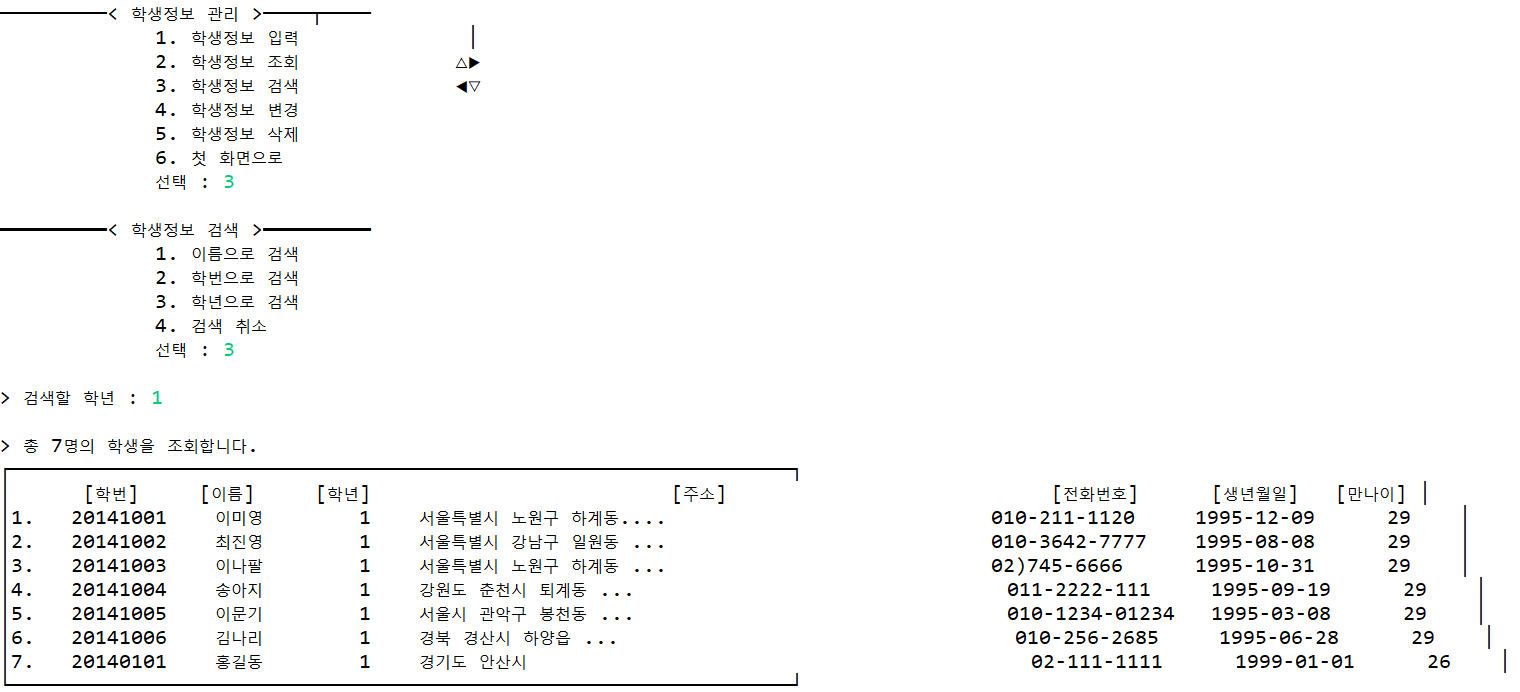 < 학생정보 관리 >
1. 학생정보 입력
2. 학생정보 조회 △▶
3. 학생정보 검색 ◀▽
4. 학생정보 변경
5. 학생정보 삭제
6. 첫 화면으로
선택 : 3
< 학생정보 검색 >
1. 이름으로 검색
2. 학번으로 검색
3. 학년으로 검색
4. 검색 취소
선택 : 3
> 검색할 학년 : 1
> 총 7명의 학생을 조회합니다.
[학번] [이름] [학년] [주소] [전화번호] [생년월일] [만나이]
1. 20141001 이미영 1 서울특별시 노원구 하계동.... 010-211-1120 1995-12-09 29
2. 20141002 최진영 1 서울특별시 강남구 일원동 ... 010-3642-7777 1995-08-08 29
3. 20141003 이나팔 1 서울특별시 노원구 하계동 ... 02)745-6666 1995-10-31 29
4. 20141004 송아지 1 강원도 춘천시 퇴계동 ... 011-2222-111 1995-09-19 29
5. 20141005 이문기 1 서울시 관악구 봉천동 ... 010-1234-01234 1995-03-08 29
6. 20141006 김나리 1 경북 경산시 하양읍 ... 010-256-2685 1995-06-28 29
7. 20140101 홍길동 1 경기도 안산시 02-111-1111 1999-01-01 26